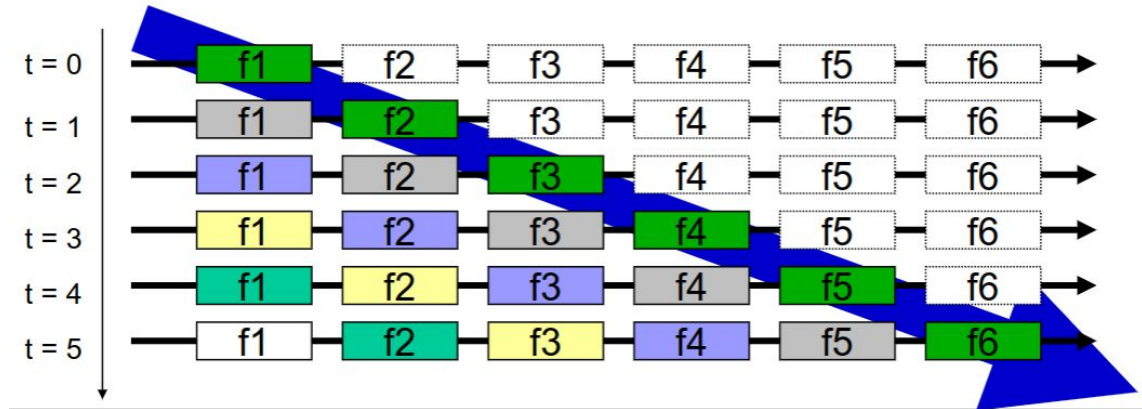 t = 0 f1 f2 f3 f4 f5 f6
t = 1 f1 f2 f3 f4 f5 f6
t = 2 f1 f2 f3 f4 f5 f6
t = 3 f1 f2 f3 f4 f5 f6
t = 4 f1 f2 f3 f4 f5 f6
t = 5 f1 f2 f3 f4 f5 f6